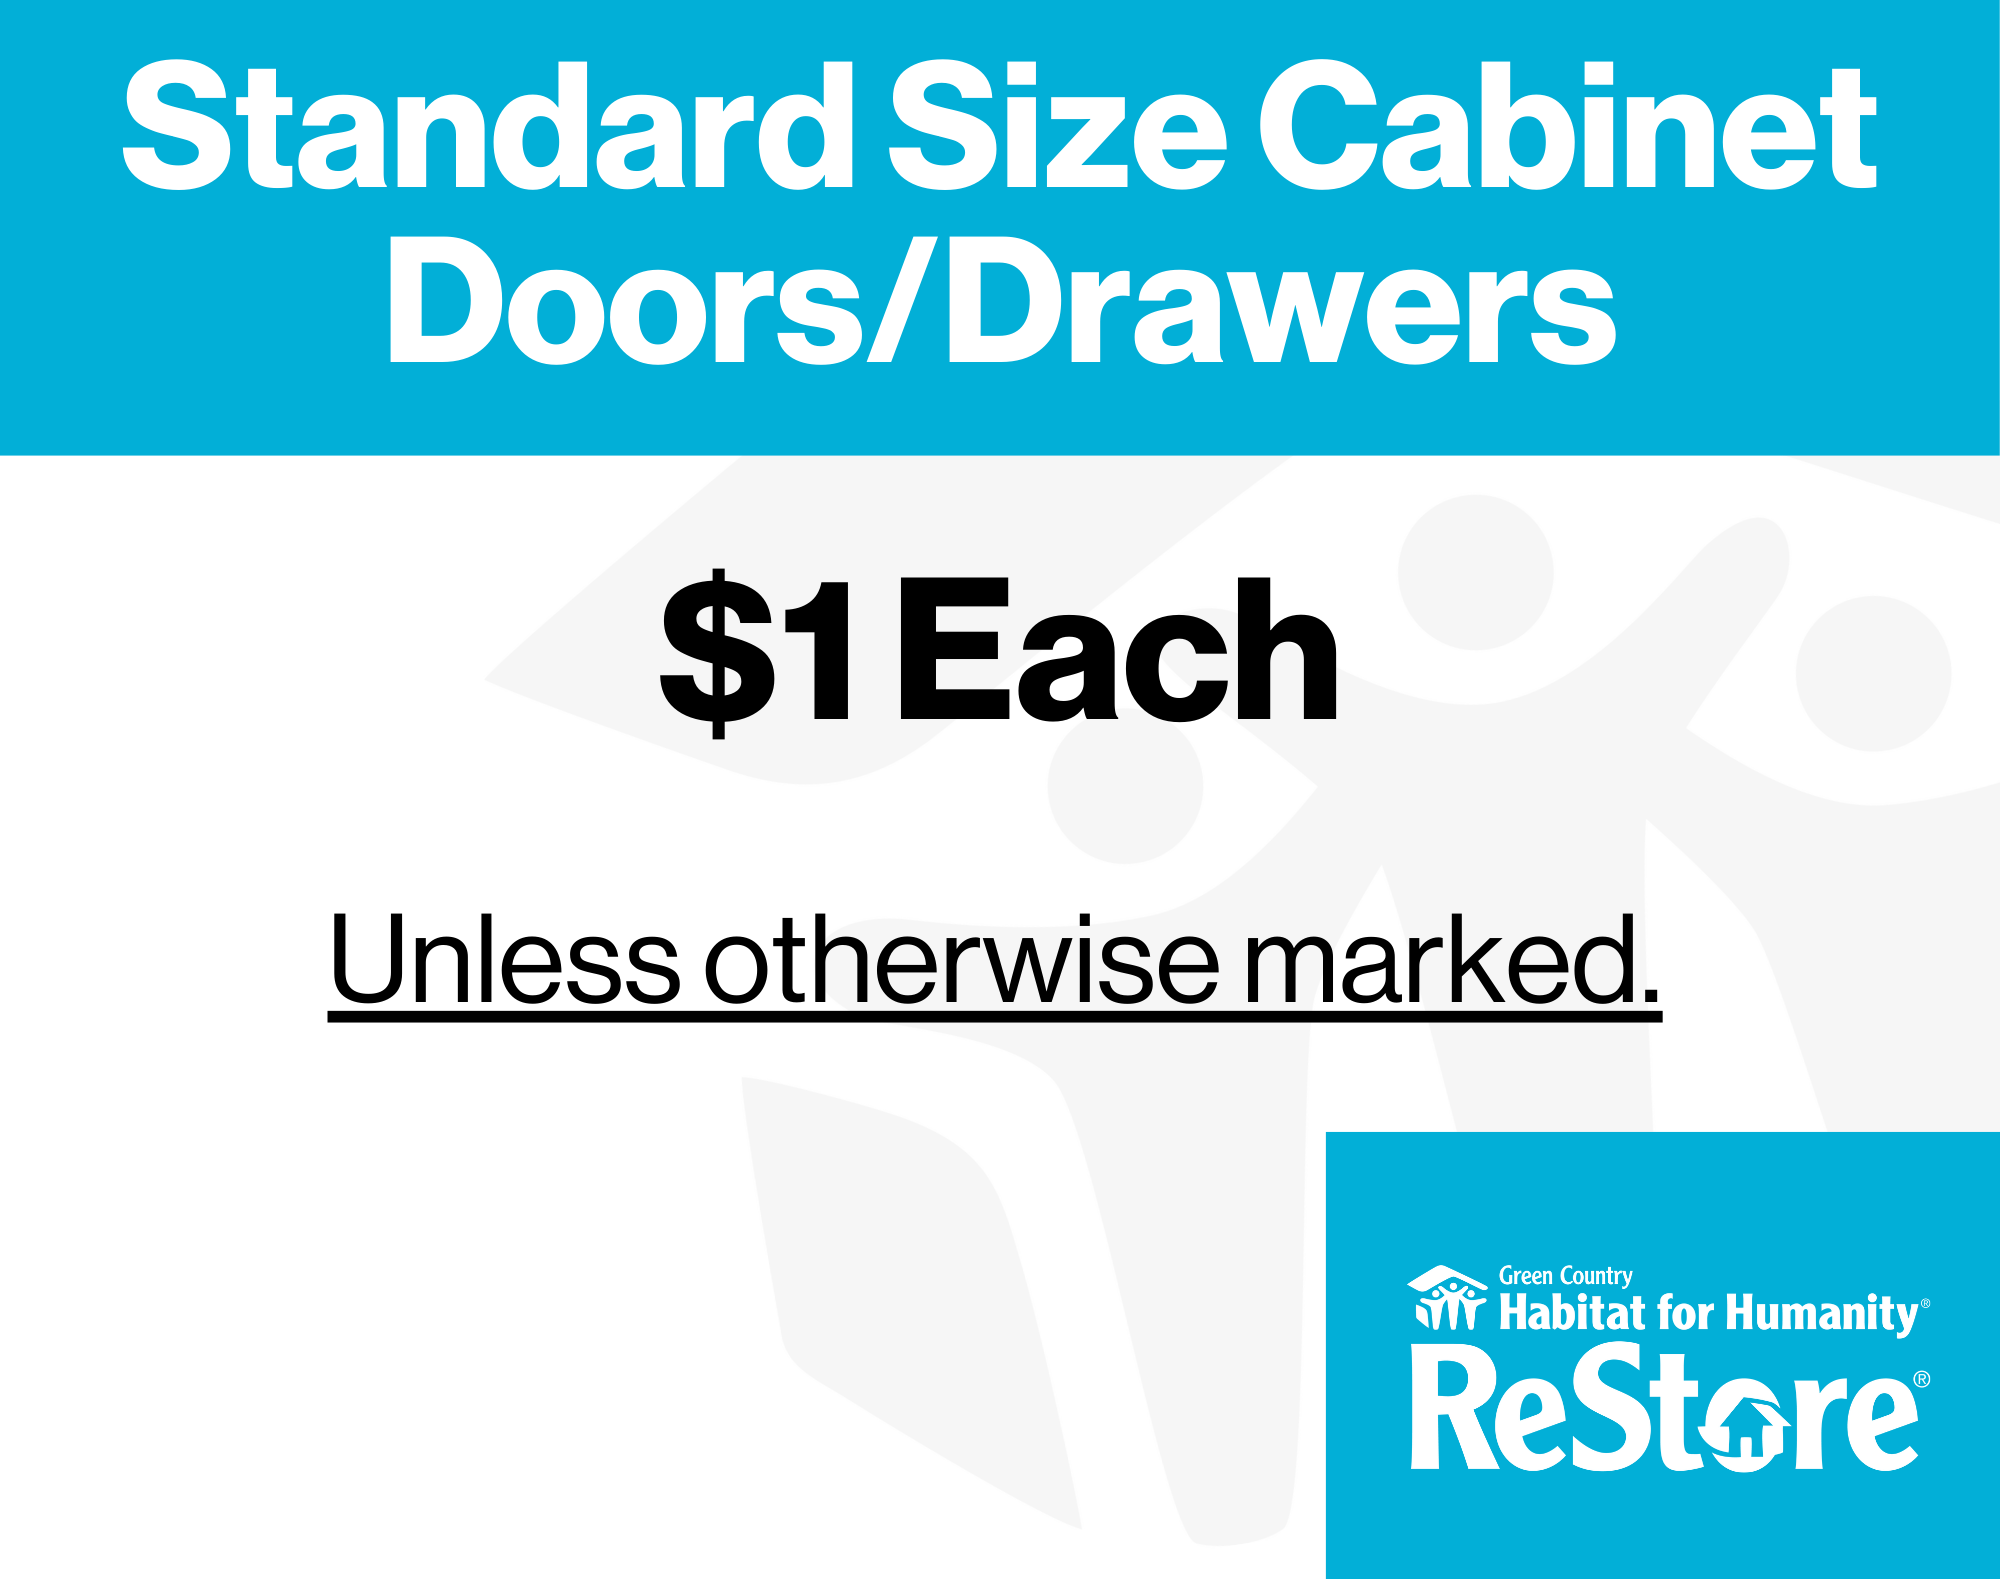 Standard Size Cabinet
Doors/Drawers
$1 Each
Unless otherwise marked.
Green Country
Habitat for Humanity®
ReStore®